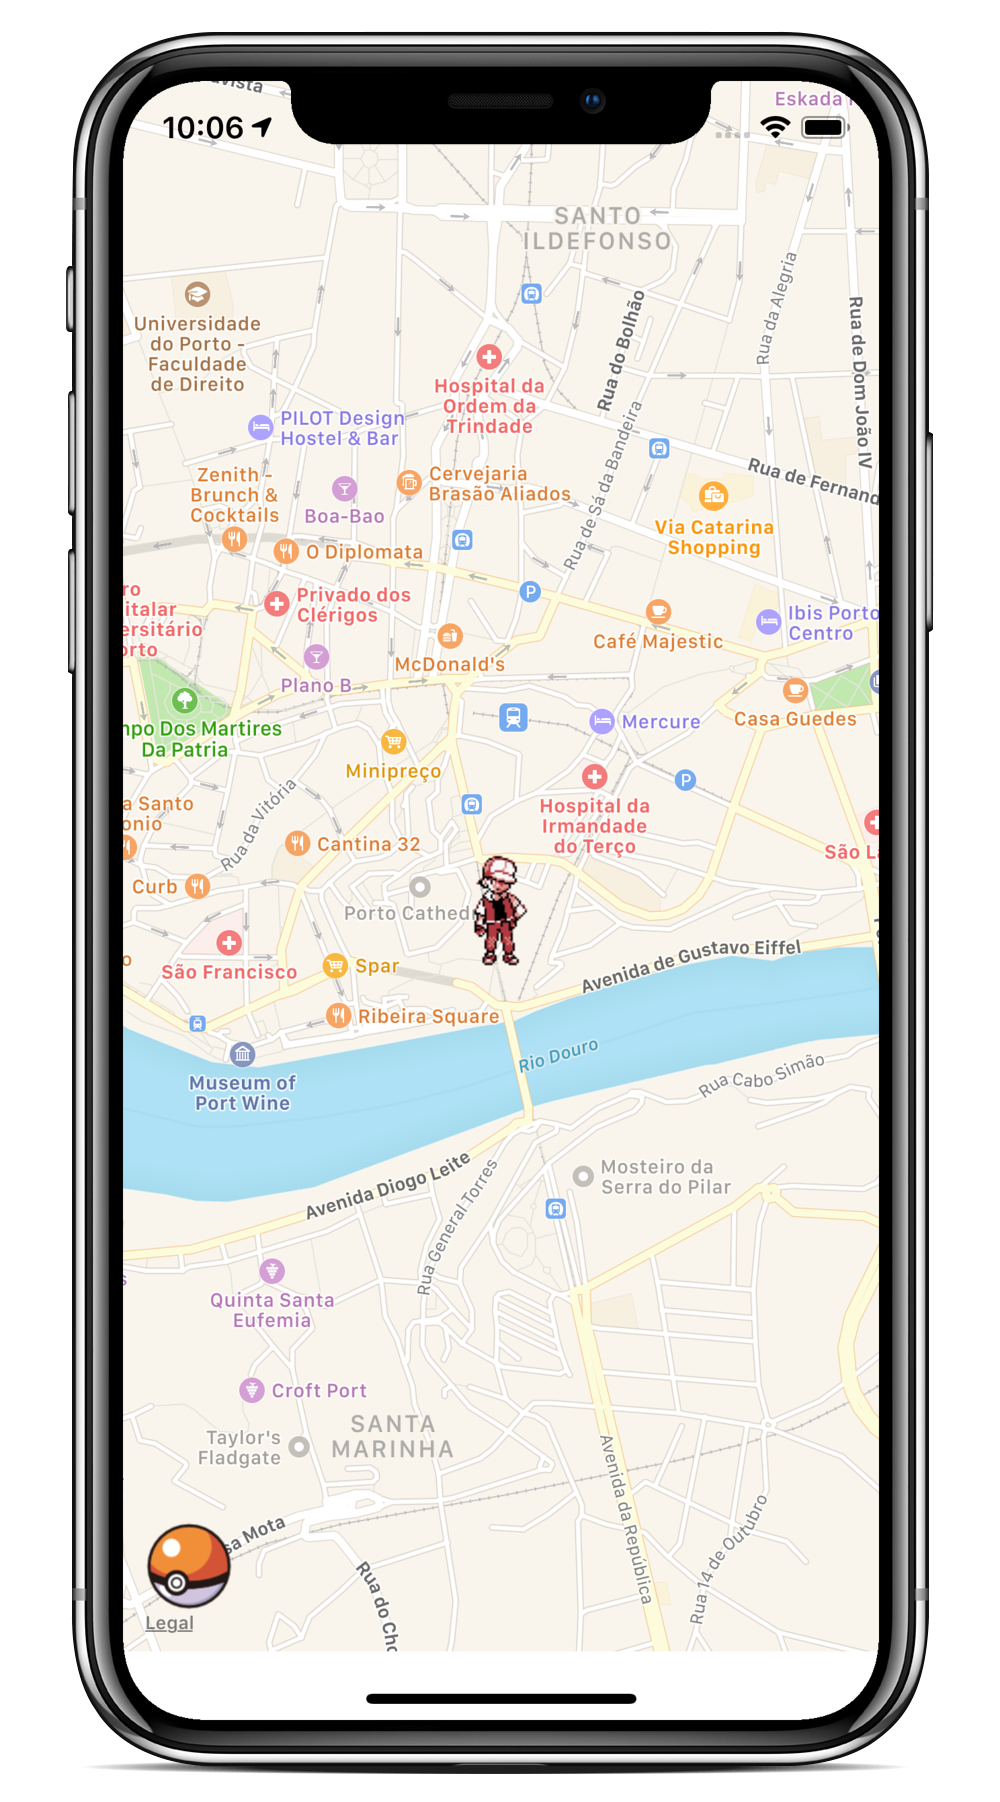 Eskada
10:06
SANTO
ILDEFONSO
Universidade
do Porto -
Faculdade
de Direito
Rua do Bolhão
Rua da Alegria
Rua de Dom João IV
Hospital da
Ordem da
Trindade
PILOT Design
Hostel & Bar
Rua de Sá da Bandeira
Zenith -
Brunch &
Cocktails
Boa-Bao
Cervejaria
Brasão Aliados
Rua de Fernand
Via Catarina
Shopping
O Diplomata
P
ro
italar
ersitário
orto
Privado dos
Clérigos
Café Majestic
Ibis Porto
Centro
McDonald's
Plano B
Mercure
Casa Guedes
npo Dos Martires
Da Patria
Minipreço
P
a Santo
onio
Rua da Vitória
Hospital da
Irmandade
do Terço
Cantina 32
São La
Curb
Porto Cathed
São Francisco
Spar
o
Avenida de Gustavo Eiffel
Ribeira Square
Rio Douro
Museum of
Port Wine
Rua Cabo Simão
Avenida Diogo Leite
Mosteiro da
Serra do Pilar
Rua General Torres
s
Quinta Santa
Eufemia
Croft Port
SANTA
MARINHA
Taylor's
Fladgate
Avenida da República
Rua 14 de Outubro
sa Mota
Rua do Cho
Legal